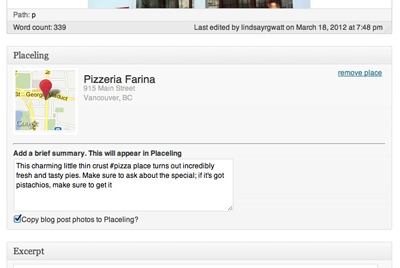 Path: p
Word count: 339 Last edited by lindsayrgwatt on March 18, 2012 at 7:48 pm
Placeling
Pizzeria Farina
915 Main Street
Vancouver, BC
remove place
Add a brief summary. This will appear in Placeling
This charming little thin crust #pizza place turns out incredibly
fresh and tasty pies. Make sure to ask about the special; if it's got
pistachios, make sure to get it
Copy blog post photos to Placeling?
Excerpt